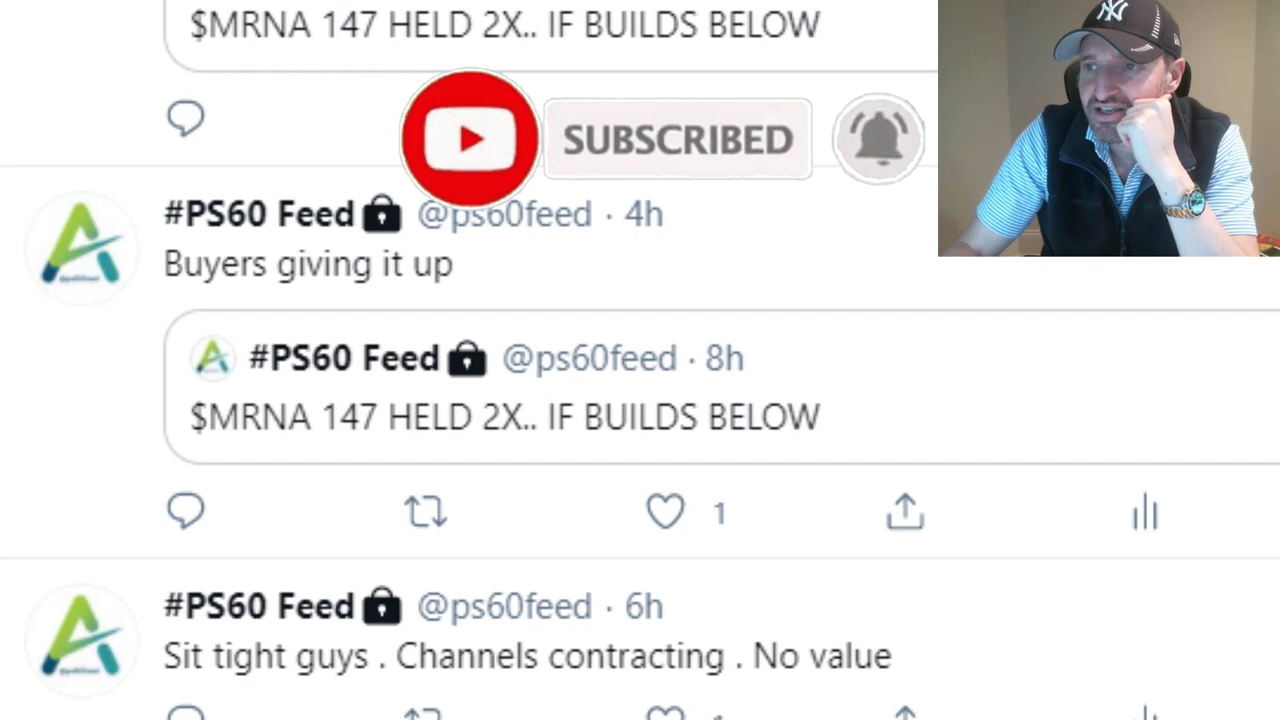 $MRNA 147 HELD 2X.. IF BUILDS BELOW
SUBSCRIBED
#PS60 Feed @ps60feed · 4h
Buyers giving it up
#PS60 Feed @ps60feed · 8h
$MRNA 147 HELD 2X.. IF BUILDS BELOW
1
#PS60 Feed @ps60feed · 6h
Sit tight guys . Channels contracting . No value